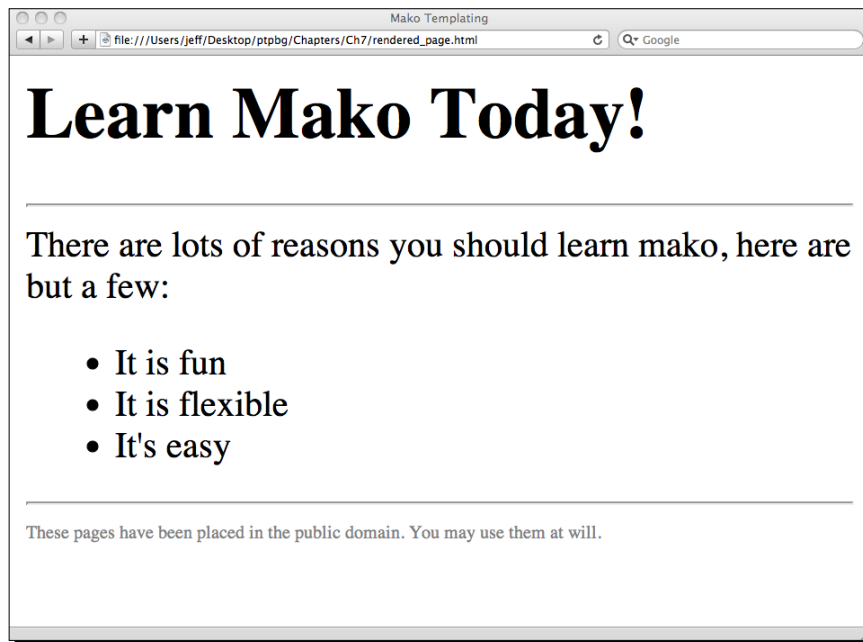 Mako Templating
file:///Users/jeff/Desktop/ptpbg/Chapters/Ch7/rendered_page.html
Google
Learn Mako Today!
There are lots of reasons you should learn mako, here are
but a few:
• It is fun
• It is flexible
• It's easy
These pages have been placed in the public domain. You may use them at will.